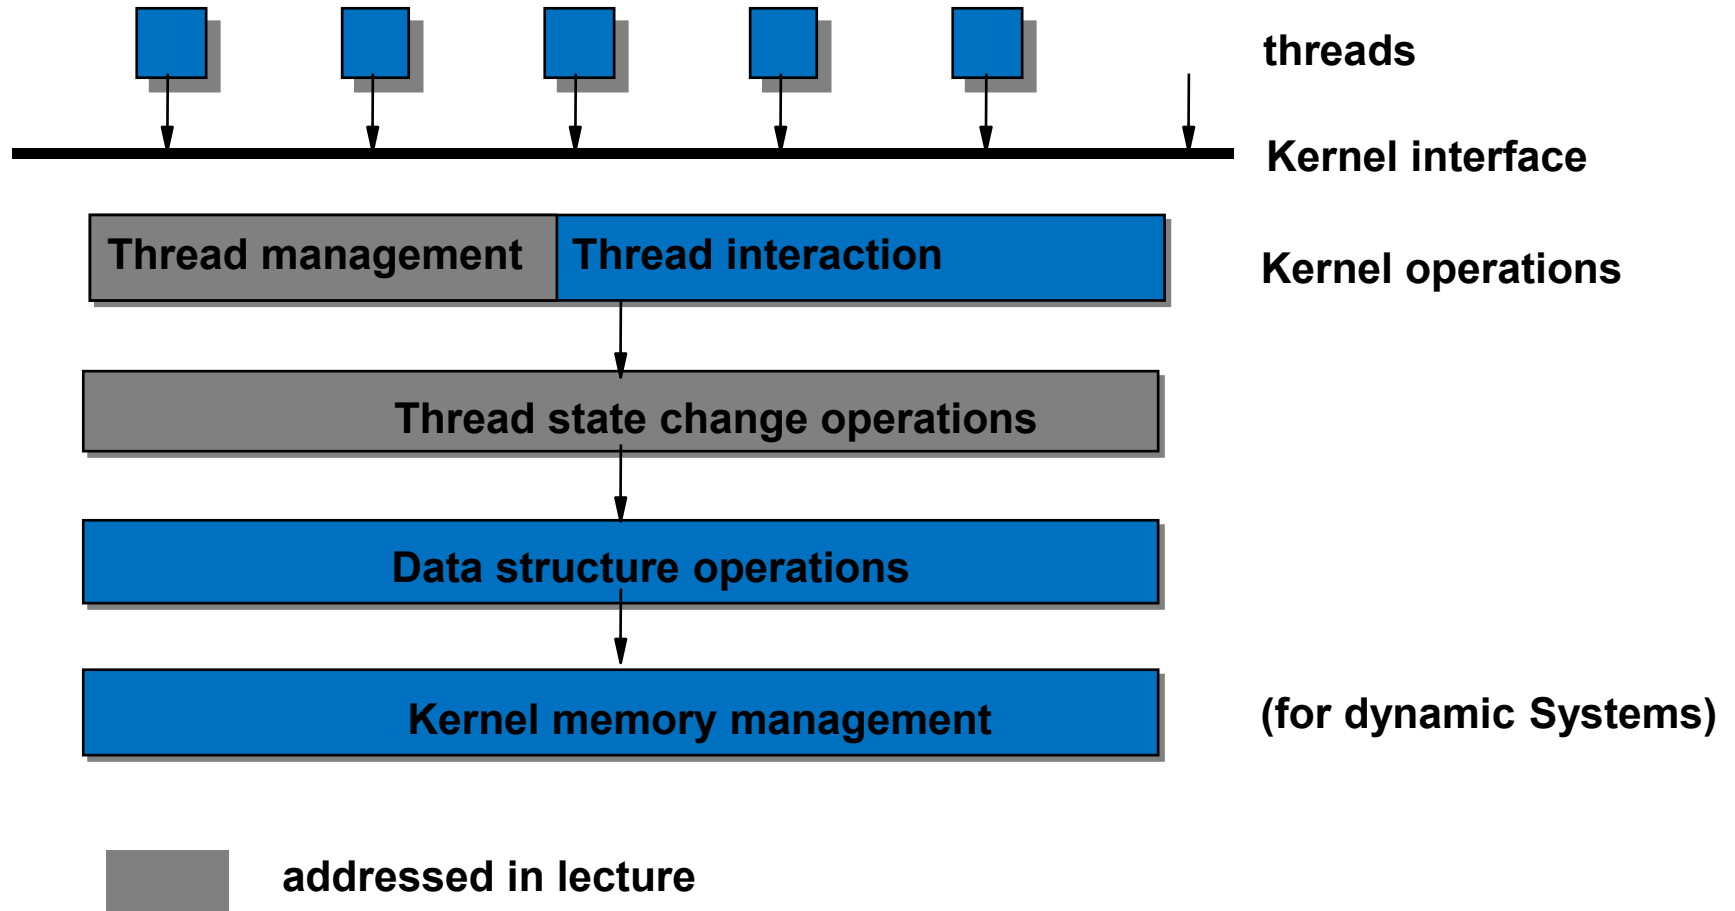 threads
Kernel interface
Thread management
Thread interaction
Kernel operations
Thread state change operations
Data structure operations
Kernel memory management
(for dynamic Systems)
addressed in lecture